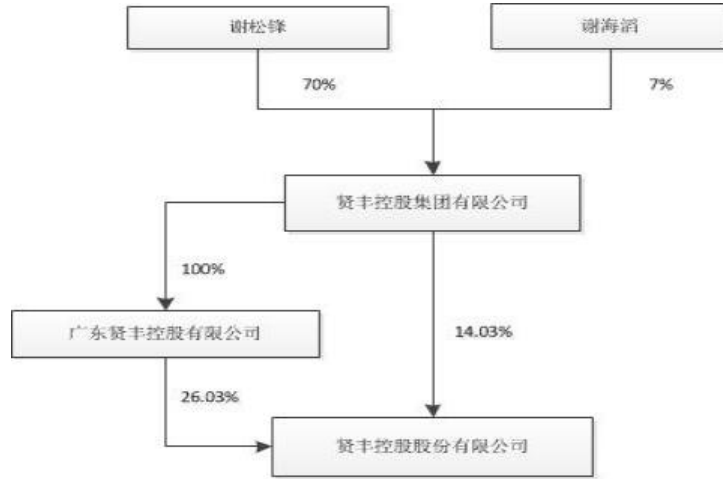 谢松锋
谢海滔
70%
7%
贤丰控股集团有限公司
100%
广东贤丰控股有限公司
14.03%
26.03%
贤丰控股股份有限公司